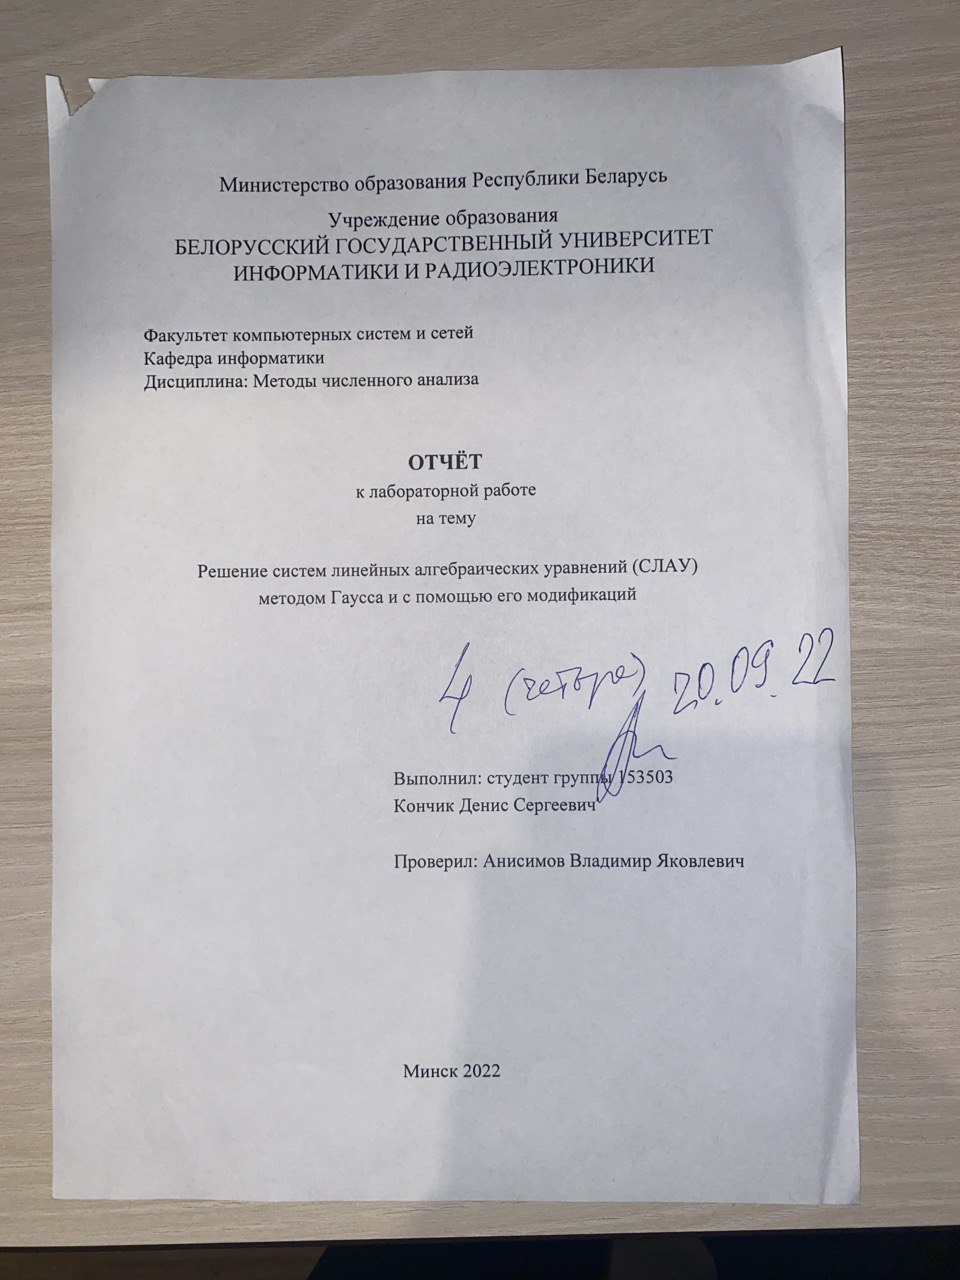 Министерство образования Республики Беларусь
Учреждение образования
БЕЛОРУССКИЙ ГОСУДАРСТВЕННЫЙ УНИВЕРСИТЕТ
ИНФОРМАТИКИ И РАДИОЭЛЕКТРОНИКИ
Факультет компьютерных систем и сетей
Кафедра информатики
Дисциплина: Методы численного анализа
ОТЧЁТ
к лабораторной работе
на тему
Решение систем линейных алгебраических уравнений (СЛАУ)
методом Гаусса и с помощью его модификаций
4 (четыре) 20.09.22
Выполнил: студент группы 153503
Кончик Денис Сергеевич
Проверил: Анисимов Владимир Яковлевич
Минск 2022